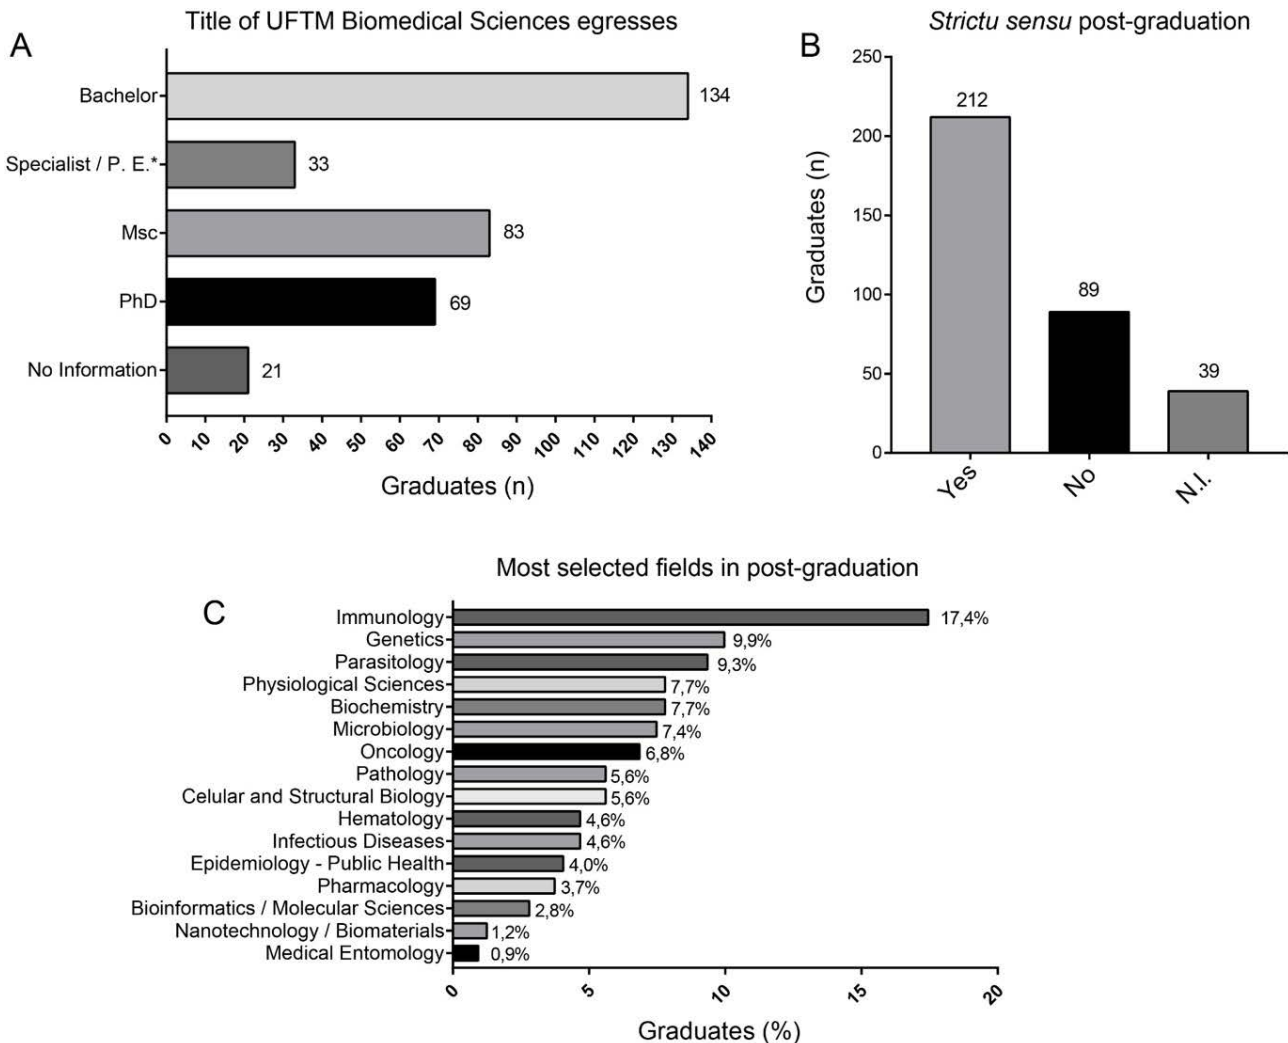 A
Title of UFTM Biomedical Sciences egresses
Bachelor
134
Specialist / P. E.*
33
Msc
83
PhD
69
No Information
21
0 10 20 30 40 50 60 70 80 90 100 110 120 130 140
Graduates (n)
B
Strictu sensu post-graduation
Graduates (n)
250
200
150
100
50
0
212
89
39
Yes No N.I.
C
Most selected fields in post-graduation
Immunology 17,4%
Genetics 9,9%
Parasitology 9,3%
Physiological Sciences 7,7%
Biochemistry 7,7%
Microbiology 7,4%
Oncology 6,8%
Pathology 5,6%
Celular and Structural Biology 5,6%
Hematology 4,6%
Infectious Diseases 4,6%
Epidemiology - Public Health 4,0%
Pharmacology 3,7%
Bioinformatics / Molecular Sciences 2,8%
Nanotechnology / Biomaterials 1,2%
Medical Entomology 0,9%
0 5 10 15 20
Graduates (%)